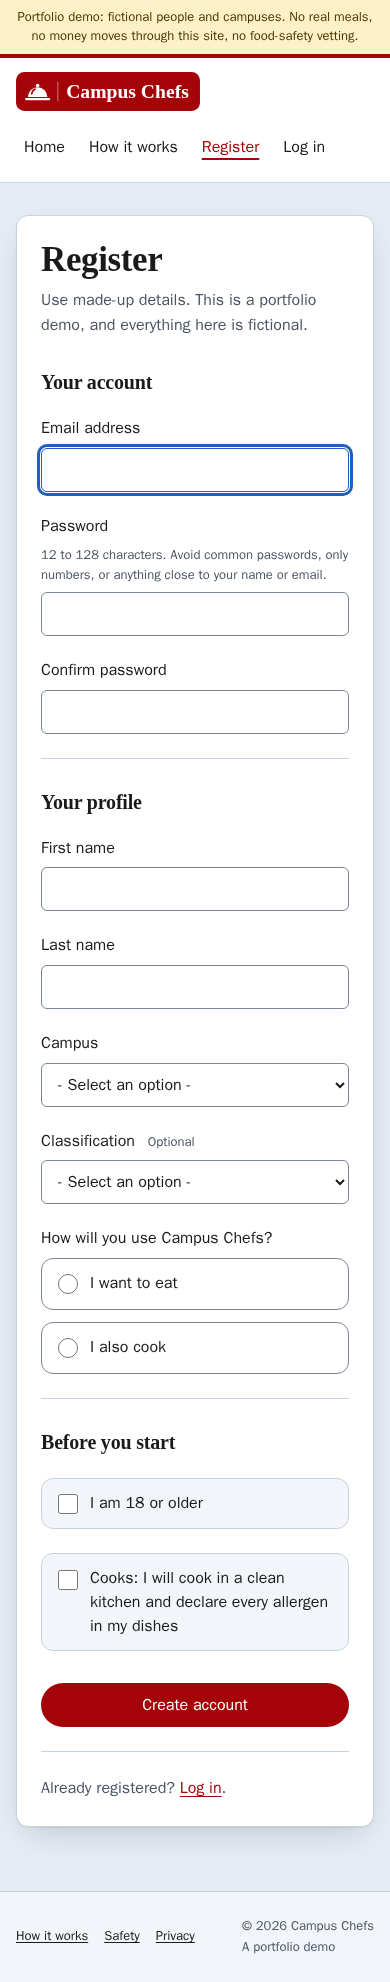 Portfolio demo: fictional people and campuses. No real meals,
no money moves through this site, no food-safety vetting.
Campus Chefs
Home How it works Register Log in
Register
Use made-up details. This is a portfolio
demo, and everything here is fictional.
Your account
Email address
Password
12 to 128 characters. Avoid common passwords, only
numbers, or anything close to your name or email.
Confirm password
Your profile
First name
Last name
Campus
- Select an option -
Classification Optional
- Select an option -
How will you use Campus Chefs?
I want to eat
I also cook
Before you start
I am 18 or older
Cooks: I will cook in a clean
kitchen and declare every allergen
in my dishes
Create account
Already registered? Log in.
How it works Safety Privacy
© 2026 Campus Chefs
A portfolio demo